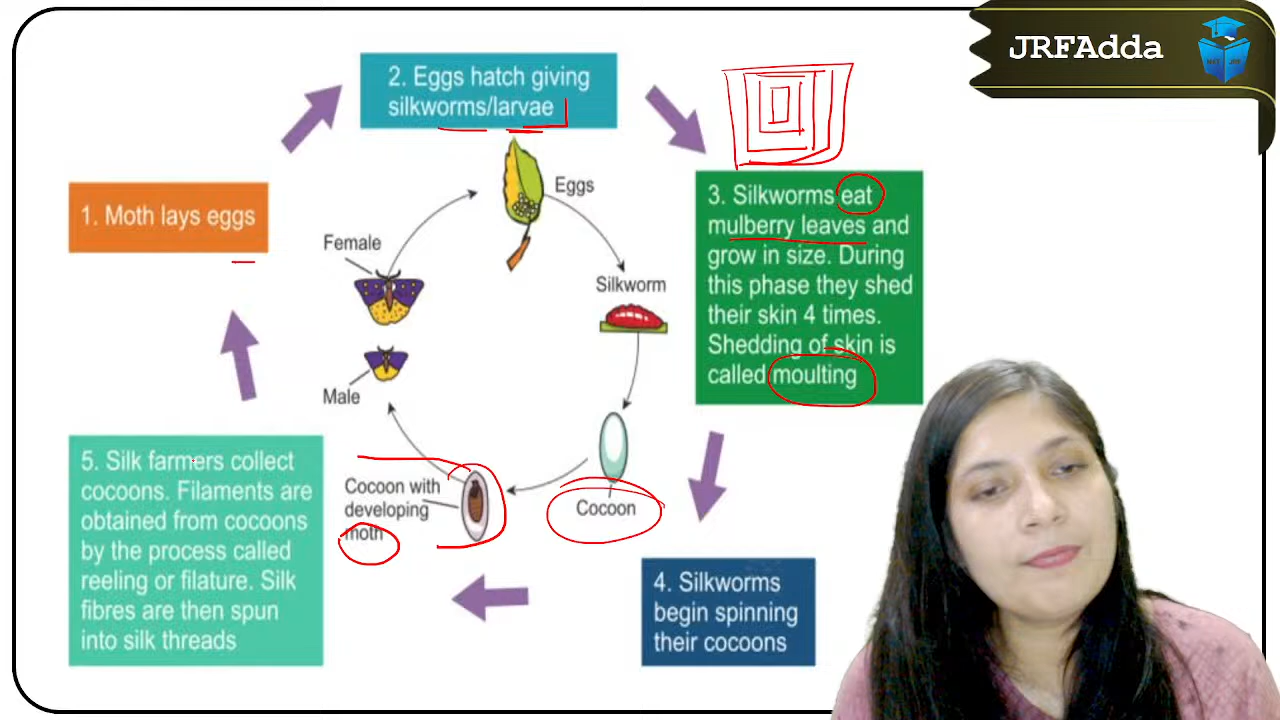 JRFAdda
NET JRF
2. Eggs hatch giving
silkworms/larvae
1. Moth lays eggs
Eggs
Female
Silkworm
Male
3. Silkworms eat
mulberry leaves and
grow in size. During
this phase they shed
their skin 4 times.
Shedding of skin is
called moulting
Cocoon
Cocoon with
developing
moth
4. Silkworms
begin spinning
their cocoons
5. Silk farmers collect
cocoons. Filaments are
obtained from cocoons
by the process called
reeling or filature. Silk
fibres are then spun
into silk threads